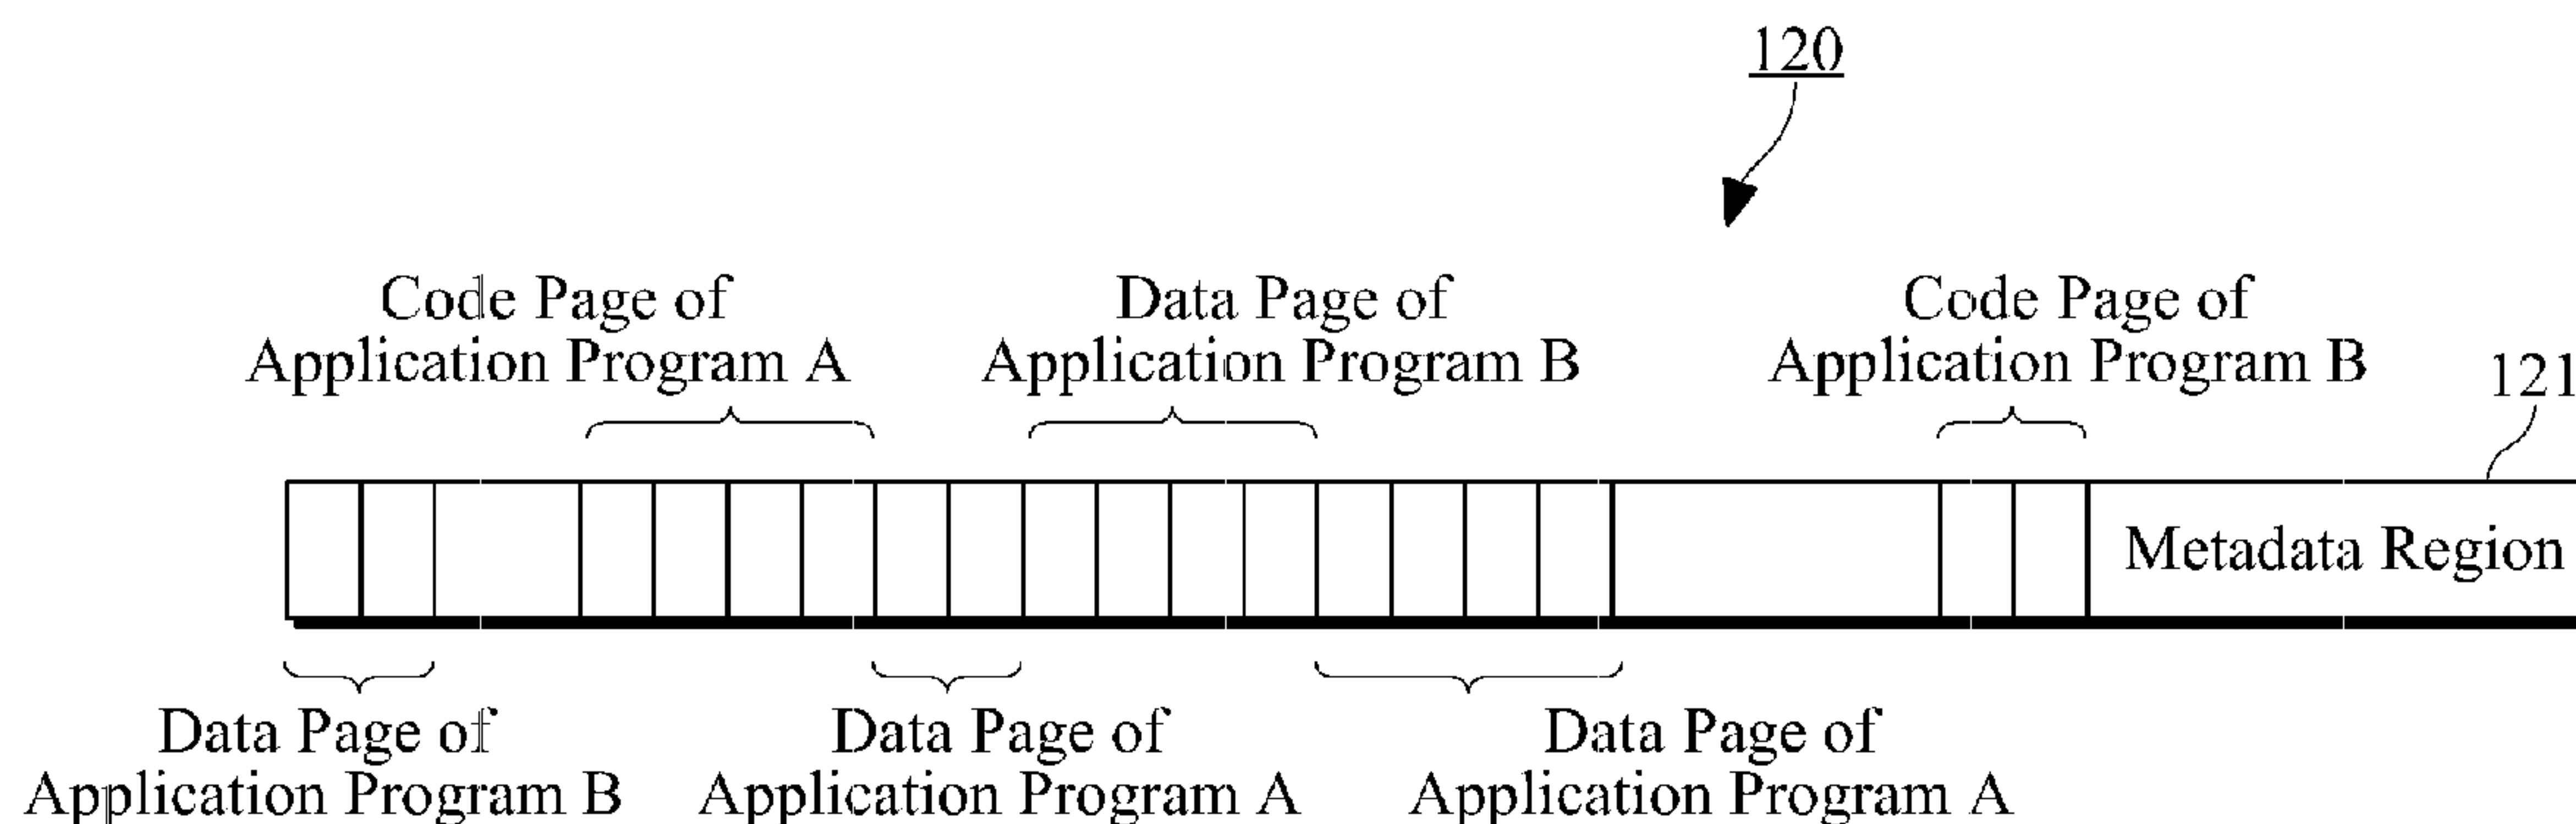 120
Code Page of
Application Program A
Data Page of
Application Program B
Code Page of
Application Program B
121
Metadata Region
Data Page of
Application Program B
Data Page of
Application Program A
Data Page of
Application Program A